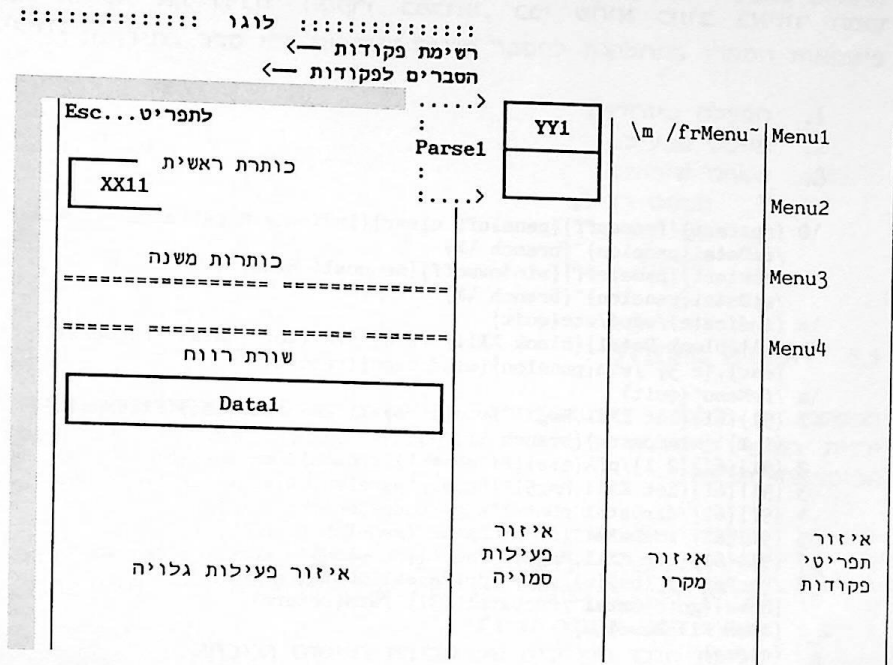 ::::::::::::::: לוגו :::::::::::::::
רשימת פקודות —>
הסברים לפקודות —>
לתפריט...Esc
.....>
:
Parse1
:
:....>
YY1
\m /frMenu~
Menu1
Menu2
Menu3
Menu4
כותרת ראשית
XX11
כותרות משנה
====== ======== ====== ========
====== ======== ====== ========
שורת רווח
Data1
איזור פעילות גלויה
איזור
פעילות
סמויה
איזור
מקרו
איזור
תפריטי
פקודות